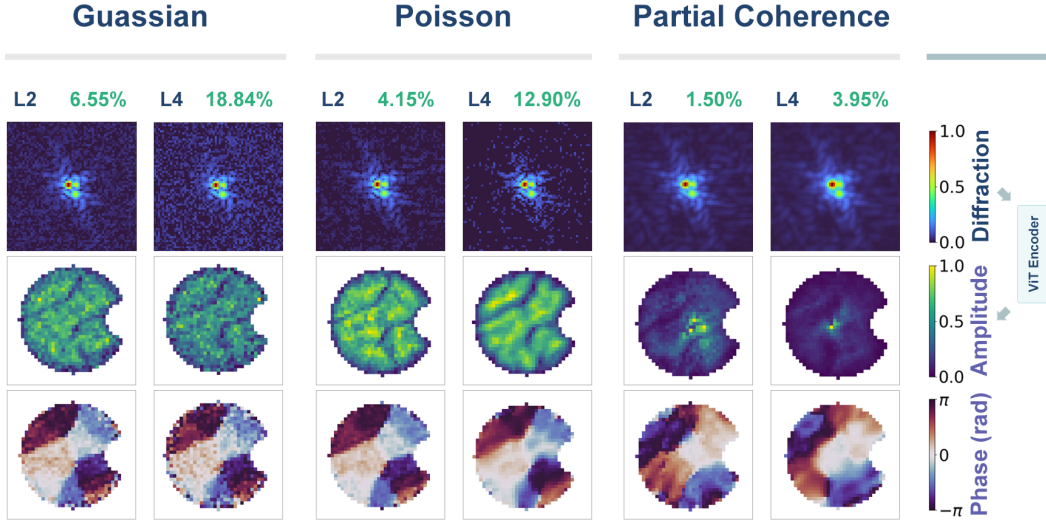 Guassian Poisson Partial Coherence
L2 6.55% L4 18.84% L2 4.15% L4 12.90% L2 1.50% L4 3.95%
1.0
0.5
0.0
Diffraction
ViT Encoder
1.0
0.5
0.0
Amplitude
π
0
−π
Phase (rad)